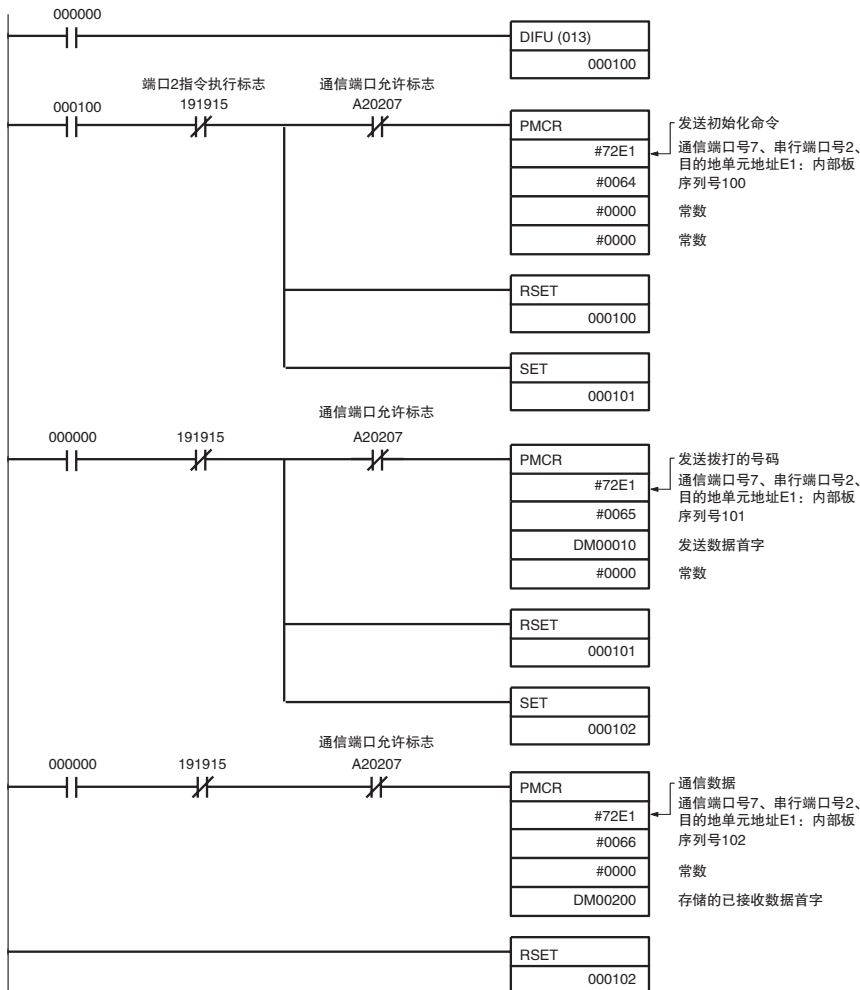 000000
DIFU (013)
000100
端口2指令执行标志
通信端口允许标志
000100
191915
A20207
PMCR
发送初始化命令
#72E1
通信端口号7、串行端口号2、
目的地单元地址E1：内部板
#0064
序列号100
#0000
常数
#0000
常数
RSET
000100
SET
000101
通信端口允许标志
000000
191915
A20207
PMCR
发送拨打的号码
#72E1
通信端口号7、串行端口号2、
目的地单元地址E1：内部板
#0065
序列号101
DM00010
发送数据首字
#0000
常数
RSET
000101
SET
000102
通信端口允许标志
000000
191915
A20207
PMCR
通信数据
#72E1
通信端口号7、串行端口号2、
目的地单元地址E1：内部板
#0066
序列号102
#0000
常数
DM00200
存储的已接收数据首字
RSET
000102